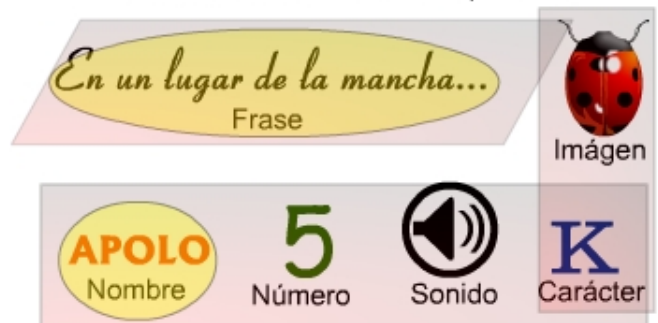 En un lugar de la mancha...
Frase
Imágen
APOLO
Nombre
5
Número
Sonido
K
Carácter